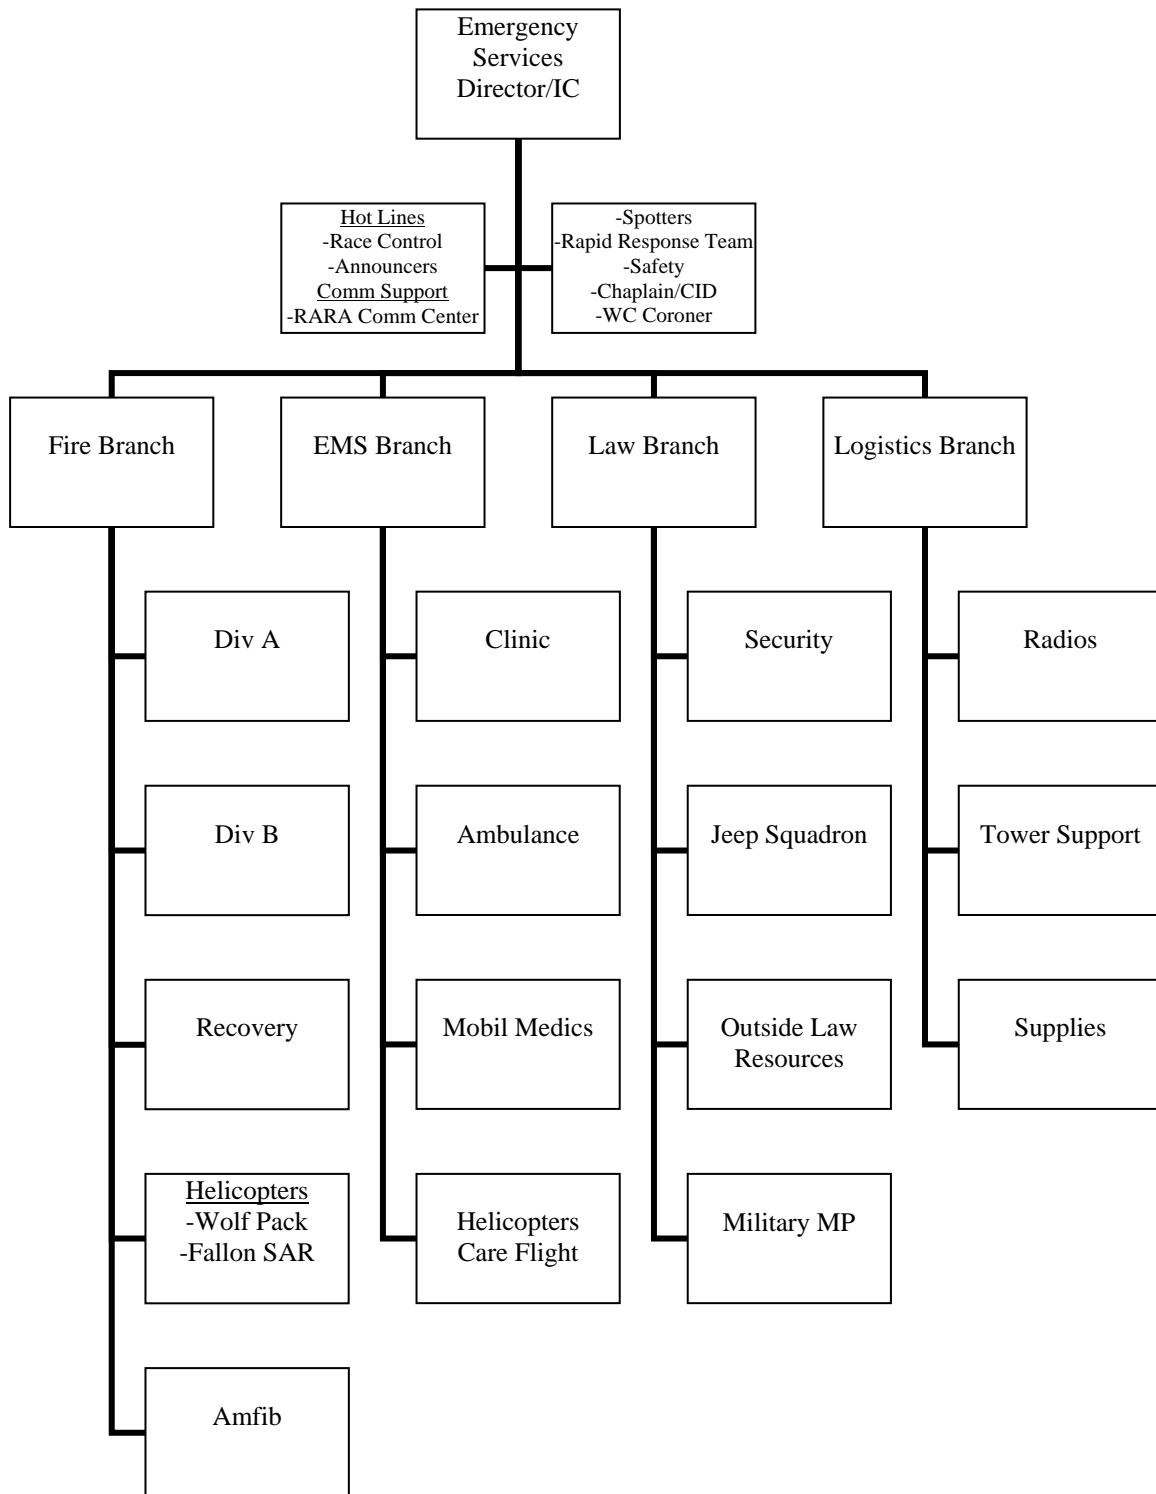 Emergency
Services
Director/IC
Hot Lines
-Race Control
-Announcers
Comm Support
-RARA Comm Center
-Spotters
-Rapid Response Team
-Safety
-Chaplain/CID
-WC Coroner
Fire Branch
EMS Branch
Law Branch
Logistics Branch
Div A
Clinic
Security
Radios
Div B
Ambulance
Jeep Squadron
Tower Support
Recovery
Mobil Medics
Outside Law
Resources
Supplies
Helicopters
-Wolf Pack
-Fallon SAR
Helicopters
Care Flight
Military MP
Amfib